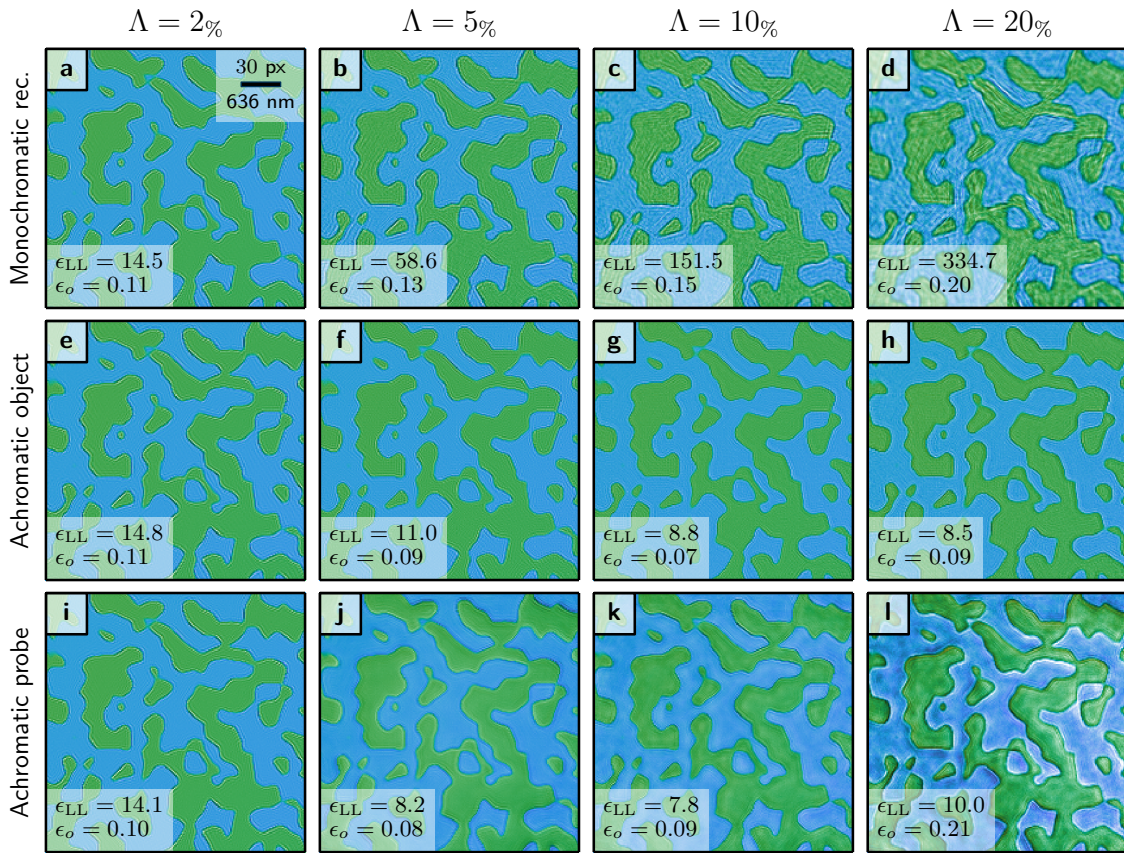 Λ = 2% Λ = 5% Λ = 10% Λ = 20%
Monochromatic rec.
a 30 px b c d
636 nm
ϵLL = 14.5 ϵLL = 58.6 ϵLL = 151.5 ϵLL = 334.7
ϵo = 0.11 ϵo = 0.13 ϵo = 0.15 ϵo = 0.20
Achromatic object
e f g h
ϵLL = 14.8 ϵLL = 11.0 ϵLL = 8.8 ϵLL = 8.5
ϵo = 0.11 ϵo = 0.09 ϵo = 0.07 ϵo = 0.09
Achromatic probe
i j k l
ϵLL = 14.1 ϵLL = 8.2 ϵLL = 7.8 ϵLL = 10.0
ϵo = 0.10 ϵo = 0.08 ϵo = 0.09 ϵo = 0.21